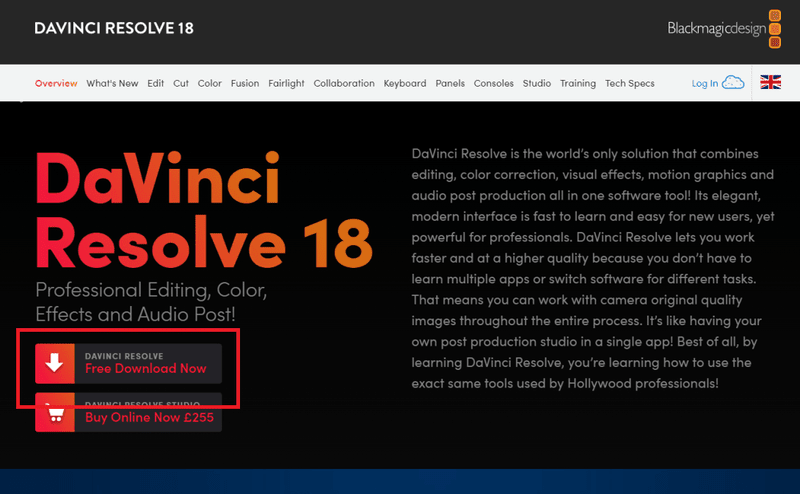 DAVINCI RESOLVE 18
Blackmagicdesign
Overview What's New Edit Cut Color Fusion Fairlight Collaboration Keyboard Panels Consoles Studio Training Tech Specs Log In
DaVinci
Resolve 18
Professional Editing, Color,
Effects and Audio Post!
DAVINCI RESOLVE
Free Download Now
DAVINCI RESOLVE STUDIO
Buy Online Now £255
DaVinci Resolve is the world's only solution that combines
editing, color correction, visual effects, motion graphics and
audio post production all in one software tool! Its elegant,
modern interface is fast to learn and easy for new users, yet
powerful for professionals. DaVinci Resolve lets you work
faster and at a higher quality because you don't have to
learn multiple apps or switch software for different tasks.
That means you can work with camera original quality
images throughout the entire process. It's like having your
own post production studio in a single app! Best of all, by
learning DaVinci Resolve, you're learning how to use the
exact same tools used by Hollywood professionals!